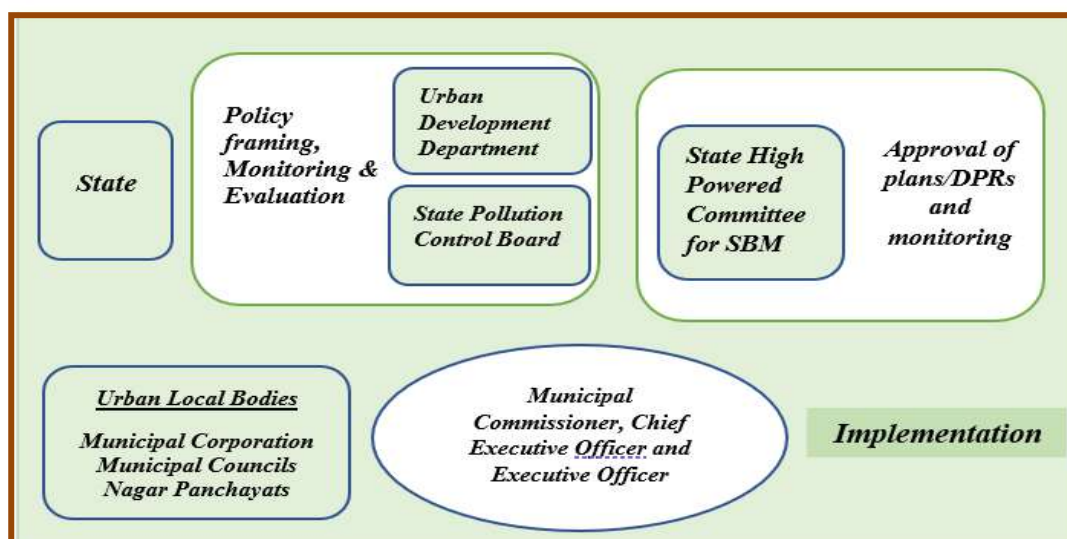 State
Policy
framing,
Monitoring &
Evaluation
Urban
Development
Department
State Pollution
Control Board
State High
Powered
Committee
for SBM
Approval of
plans/DPRs
and
monitoring
Urban Local Bodies
Municipal Corporation
Municipal Councils
Nagar Panchayats
Municipal
Commissioner, Chief
Executive Officer and
Executive Officer
Implementation